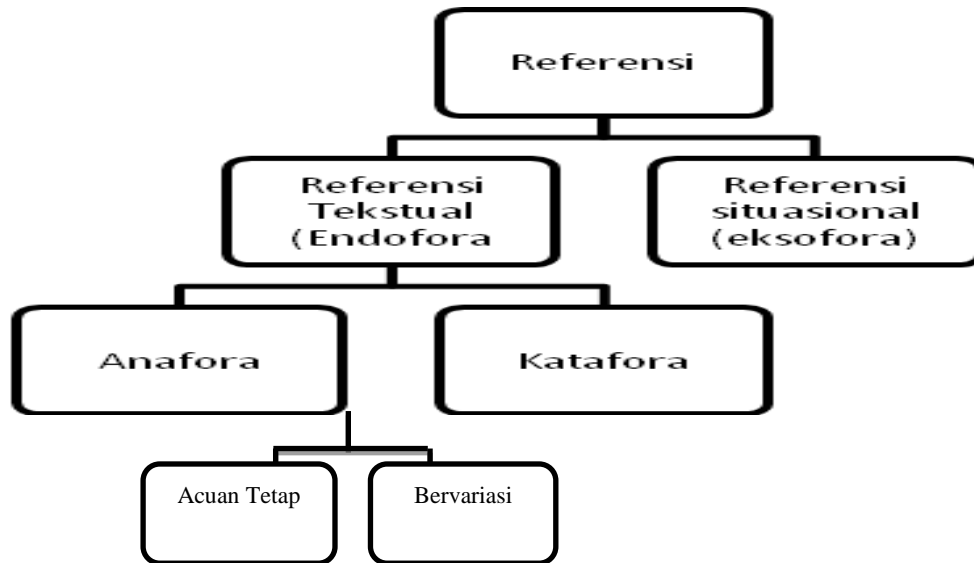 Referensi
Referensi
Tekstual
(Endofora
Referensi
situasional
(eksofora)
Anafora
Katafora
Acuan Tetap
Bervariasi